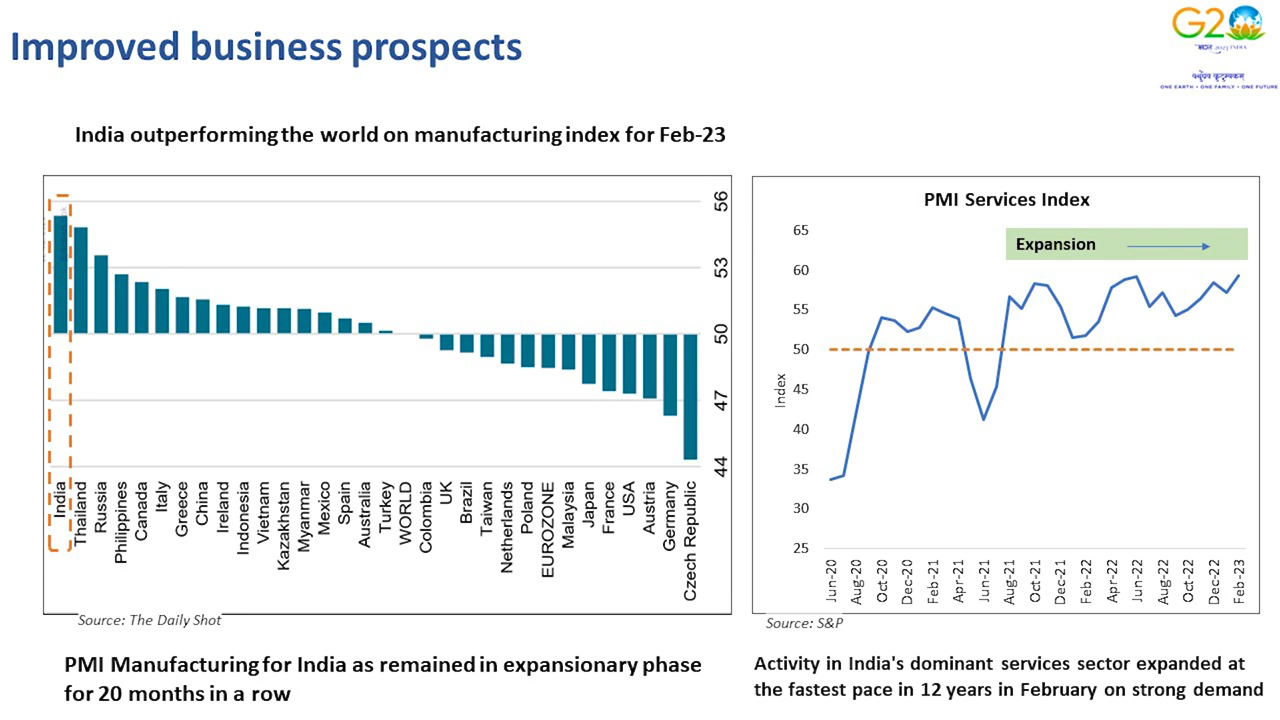 Improved business prospects
G20
भारत 2023 INDIA
वसुधैव कुटुम्बकम्
ONE EARTH • ONE FAMILY • ONE FUTURE
India outperforming the world on manufacturing index for Feb-23
56
53
50
47
44
India
Thailand
Russia
Philippines
Canada
Italy
Greece
China
Ireland
Indonesia
Vietnam
Kazakhstan
Myanmar
Mexico
Spain
Australia
Turkey
WORLD
Colombia
UK
Brazil
Taiwan
Netherlands
Poland
EUROZONE
Malaysia
Japan
France
USA
Austria
Germany
Czech Republic
Source: The Daily Shot
PMI Manufacturing for India as remained in expansionary phase
for 20 months in a row
PMI Services Index
Expansion
65
60
55
50
45
40
35
30
25
Index
Jun-20
Aug-20
Oct-20
Dec-20
Feb-21
Apr-21
Jun-21
Aug-21
Oct-21
Dec-21
Feb-22
Apr-22
Jun-22
Aug-22
Oct-22
Dec-22
Feb-23
Source: S&P
Activity in India's dominant services sector expanded at
the fastest pace in 12 years in February on strong demand